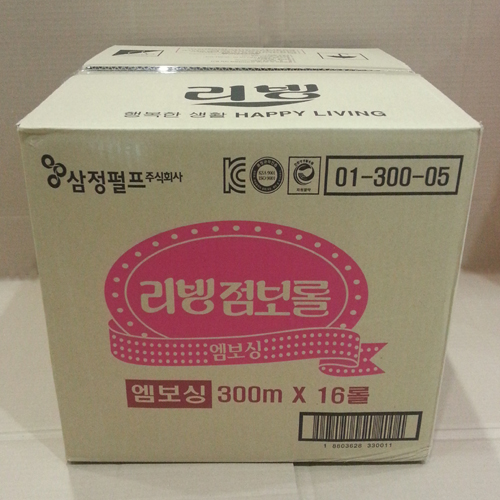 리빙
행복한 생활 HAPPY LIVING
삼정펄프주식회사
01-300-05
리빙점보롤
엠보싱
엠보싱 300m X 16롤